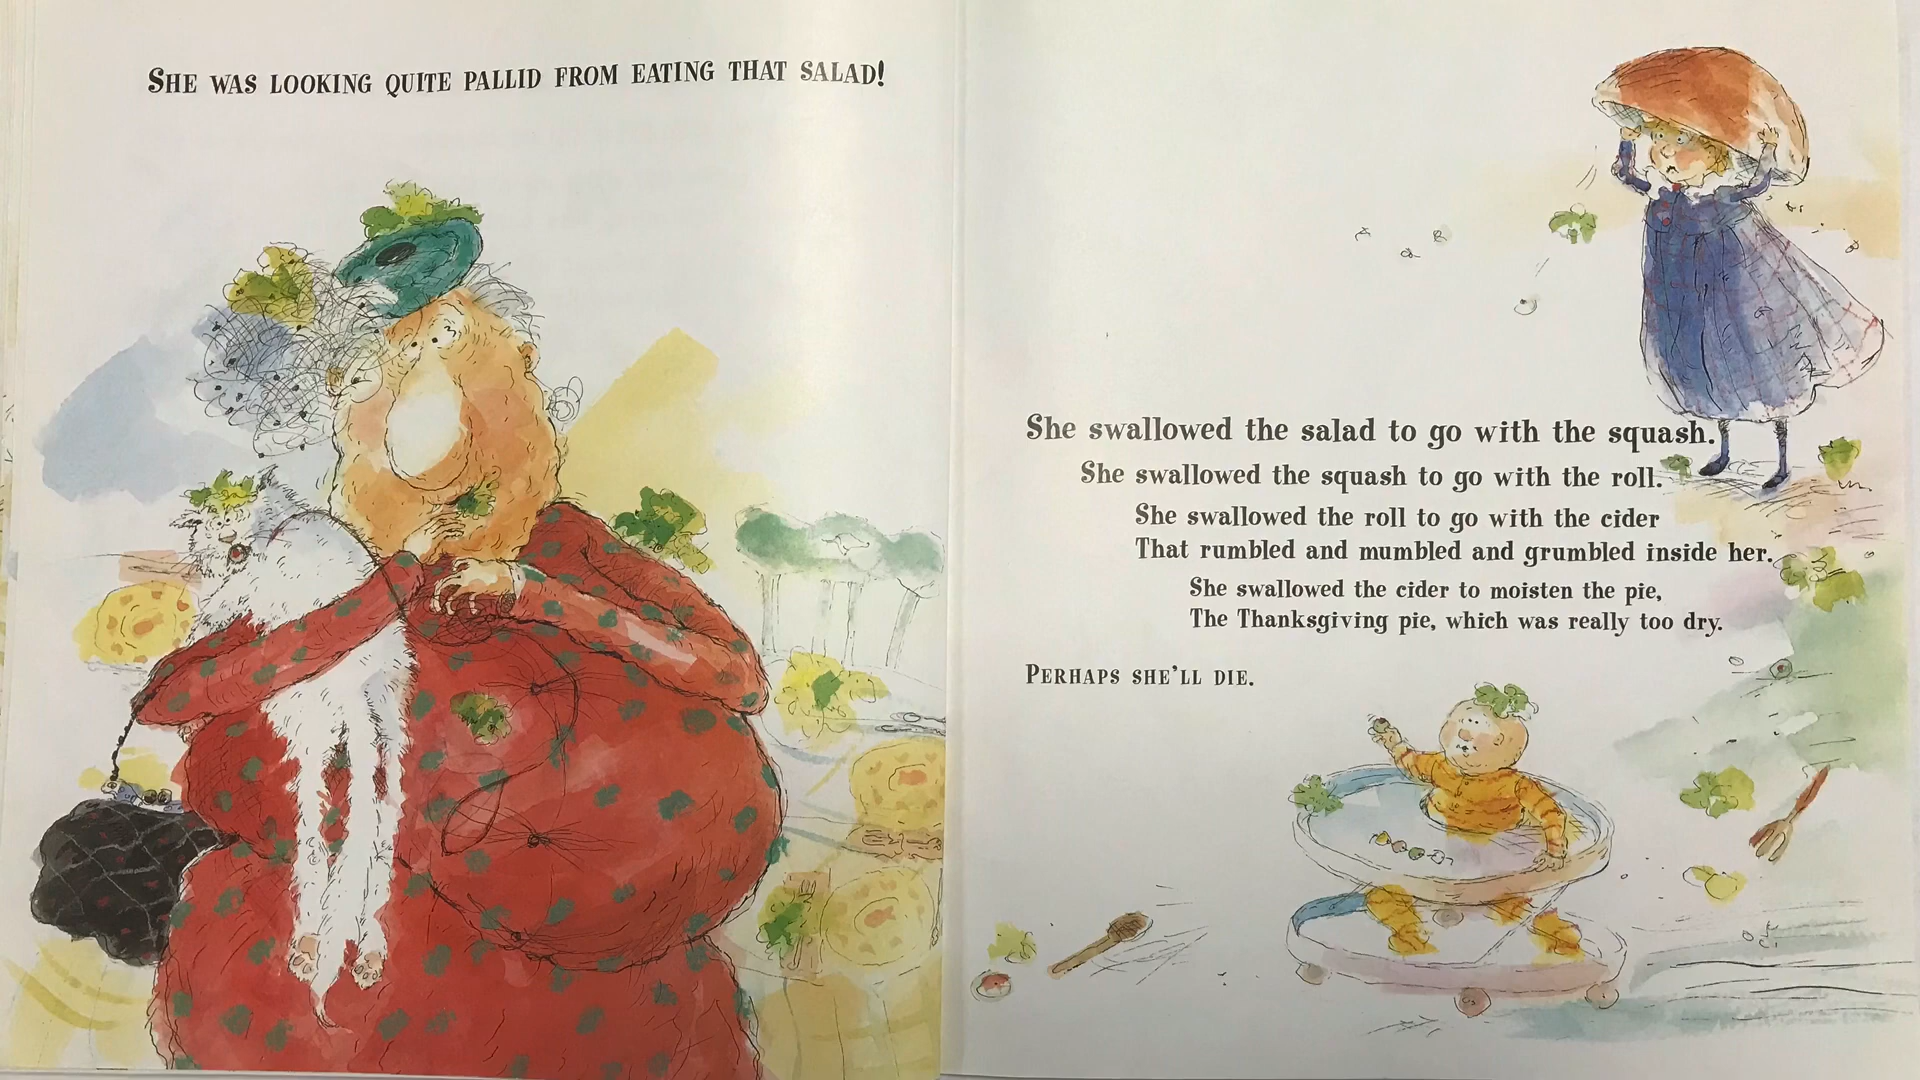 SHE WAS LOOKING QUITE PALLID FROM EATING THAT SALAD!
She swallowed the salad to go with the squash.
She swallowed the squash to go with the roll.
She swallowed the roll to go with the cider
That rumbled and mumbled and grumbled inside her.
She swallowed the cider to moisten the pie,
The Thanksgiving pie, which was really too dry.
PERHAPS SHE'LL DIE.